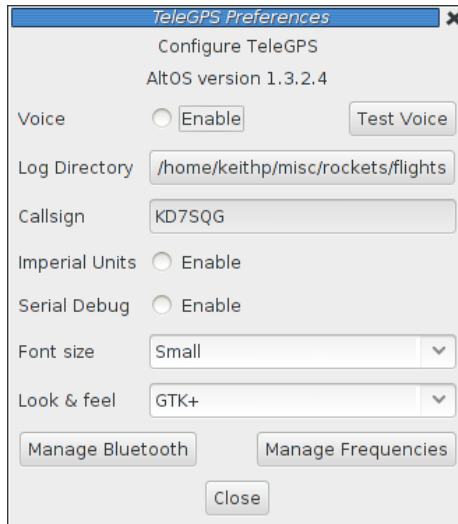 TeleGPS Preferences
Configure TeleGPS
AltOS version 1.3.2.4
Voice Enable Test Voice
Log Directory /home/keithp/misc/rockets/flights
Callsign KD7SQG
Imperial Units Enable
Serial Debug Enable
Font size Small
Look & feel GTK+
Manage Bluetooth Manage Frequencies
Close